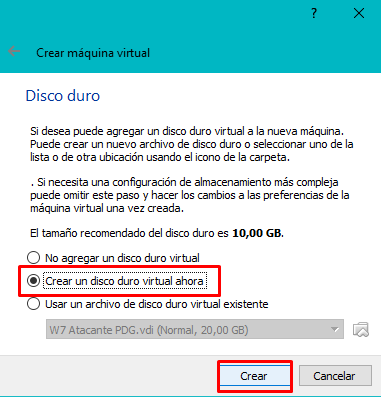 ?
Crear máquina virtual
Disco duro
Si desea puede agregar un disco duro virtual a la nueva máquina.
Puede crear un nuevo archivo de disco duro o seleccionar uno de la
lista o de otra ubicación usando el icono de la carpeta.
. Si necesita una configuración de almacenamiento más compleja
puede omitir este paso y hacer los cambios a las preferencias de la
máquina virtual una vez creada.
El tamaño recomendado del disco duro es 10,00 GB.
No agregar un disco duro virtual
Crear un disco duro virtual ahora
Usar un archivo de disco duro virtual existente
W7 Atacante PDG.vdi (Normal, 20,00 GB)
Crear
Cancelar